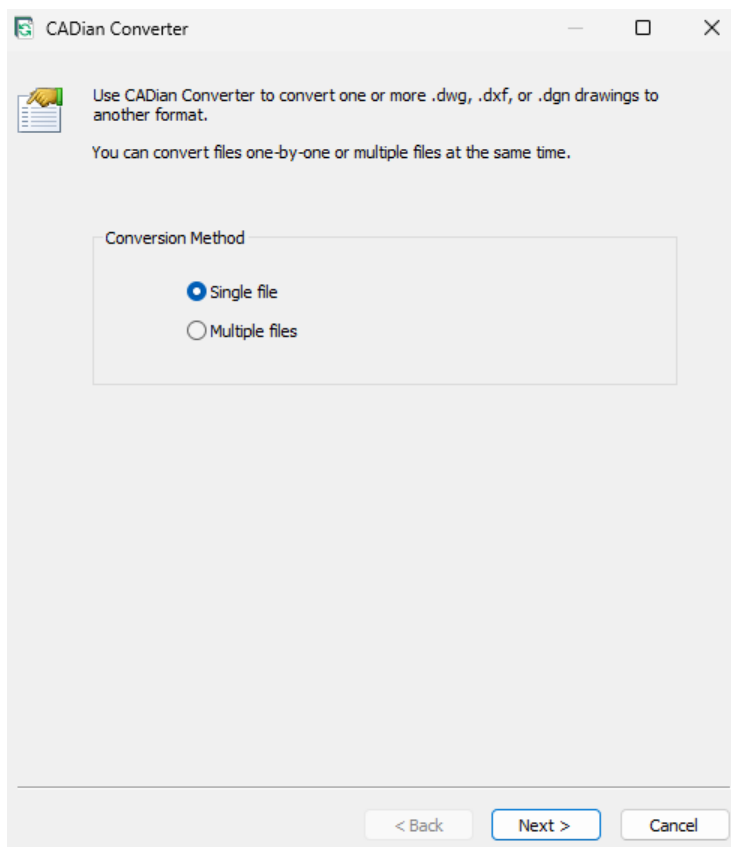 CADian Converter
Use CADian Converter to convert one or more .dwg, .dxf, or .dgn drawings to
another format.
You can convert files one-by-one or multiple files at the same time.
Conversion Method
Single file
Multiple files
< Back Next > Cancel